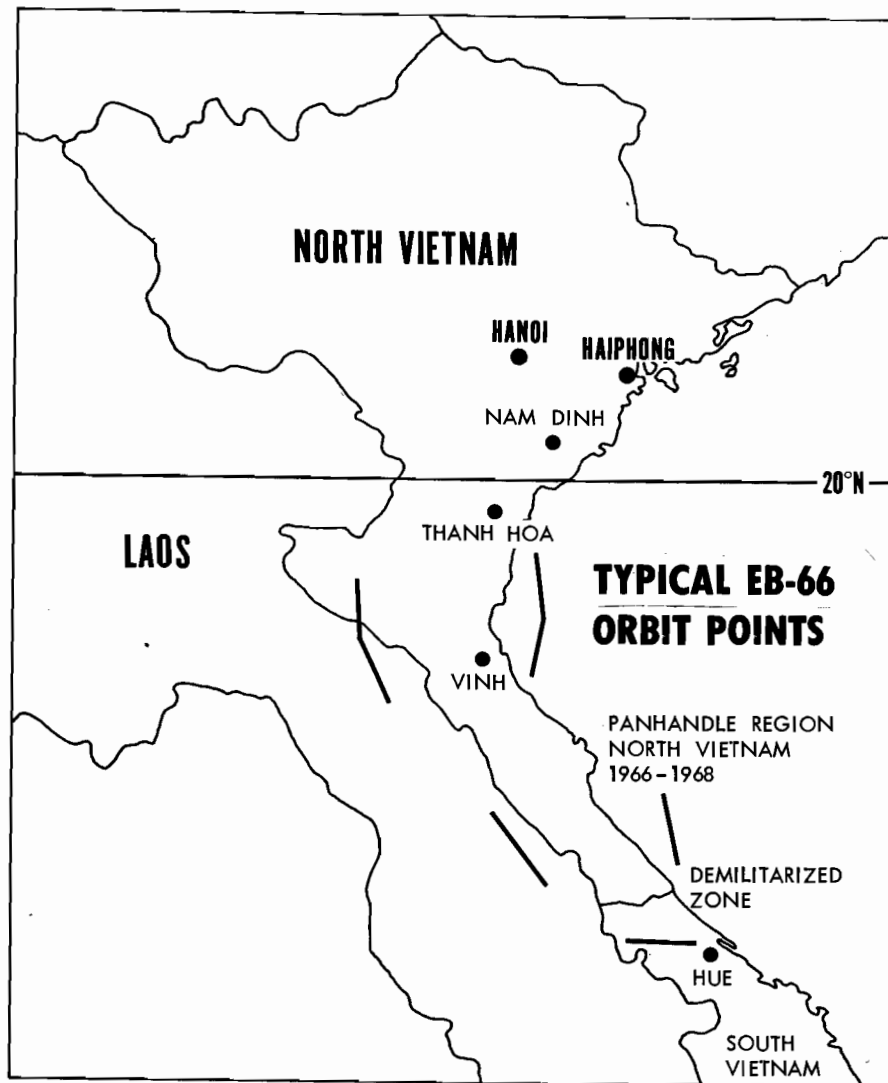 NORTH VIETNAM
HANOI
HAIPHONG
NAM DINH
20°N
THANH HOA
LAOS
TYPICAL EB-66
ORBIT POINTS
VINH
PANHANDLE REGION
NORTH VIETNAM
1966-1968
DEMILITARIZED
ZONE
HUE
SOUTH
VIETNAM